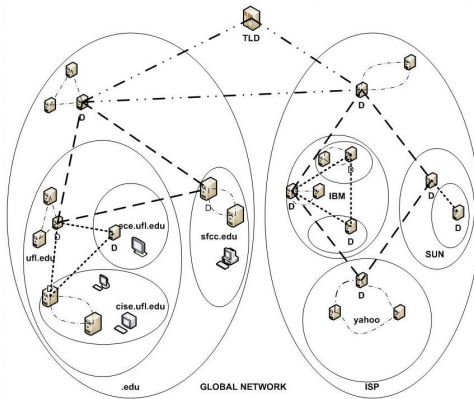 TLD
D
D
D
D
D
IBM
D
D
ece.ufl.edu
D
sfcc.edu
D
D
ufl.edu
SUN
D
cise.ufl.edu
yahoo
.edu
GLOBAL NETWORK
ISP